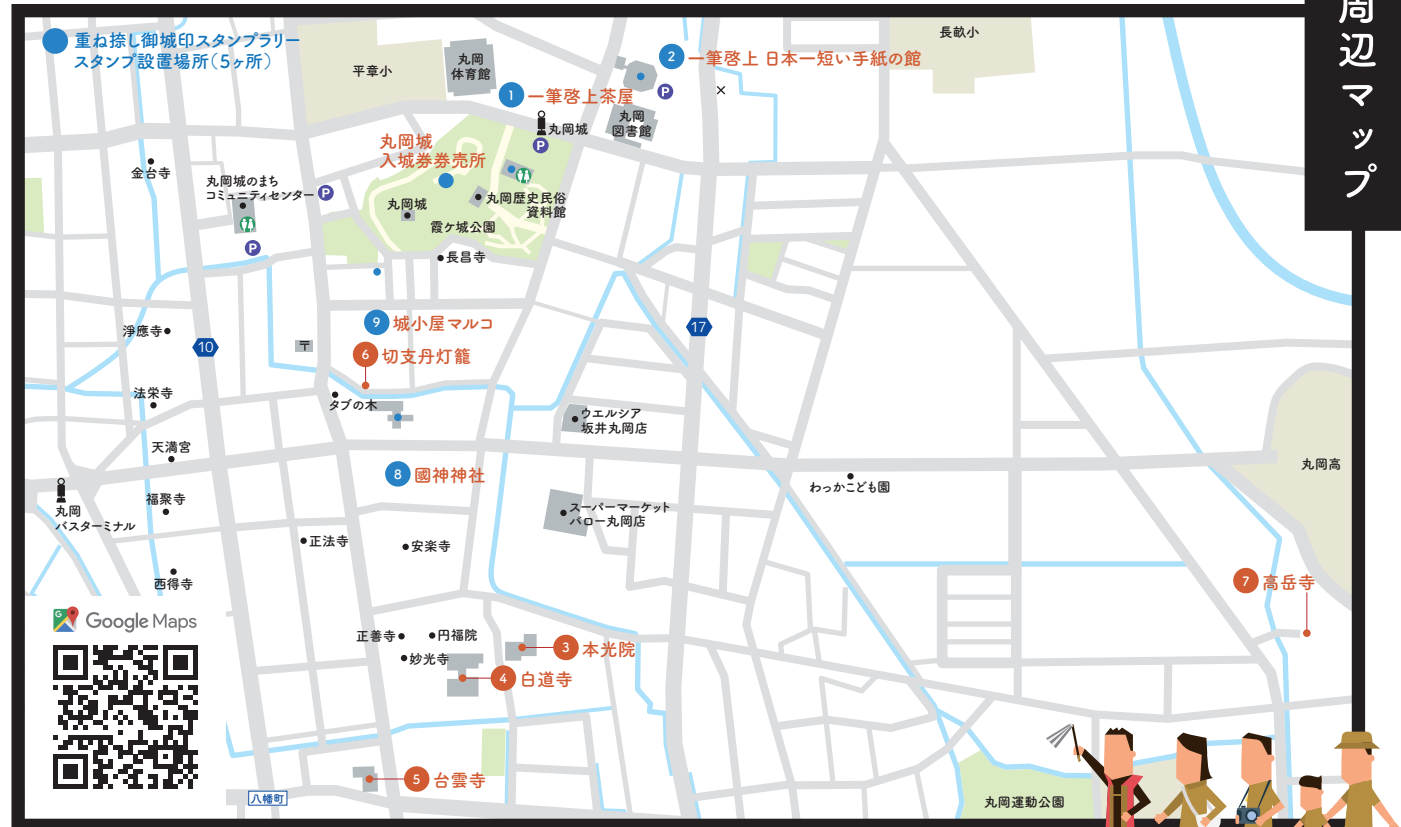 周辺マップ
重ね捺し御城印スタンプラリー
スタンプ設置場所（5ヶ所）
平章小
丸岡
体育館
2
一筆啓上 日本一短い手紙の館
長畝小
1
一筆啓上茶屋
P
丸岡城
P
丸岡
図書館
丸岡城
入城券券売所
金台寺
丸岡城のまち
コミュニティセンター
P
P
丸岡城
丸岡歴史民俗
資料館
霞ケ城公園
長昌寺
9
城小屋マルコ
淨應寺
10
〒
17
6
切支丹灯籠
法栄寺
タブの木
ウエルシア
坂井丸岡店
天満宮
8
國神神社
わっかこども園
丸岡高
丸岡
バスターミナル
福聚寺
スーパーマーケット
バロー丸岡店
正法寺
安楽寺
西得寺
7
高岳寺
G
Google Maps
正善寺
円福院
妙光寺
3
本光院
4
白道寺
5
台雲寺
八幡町
丸岡運動公園